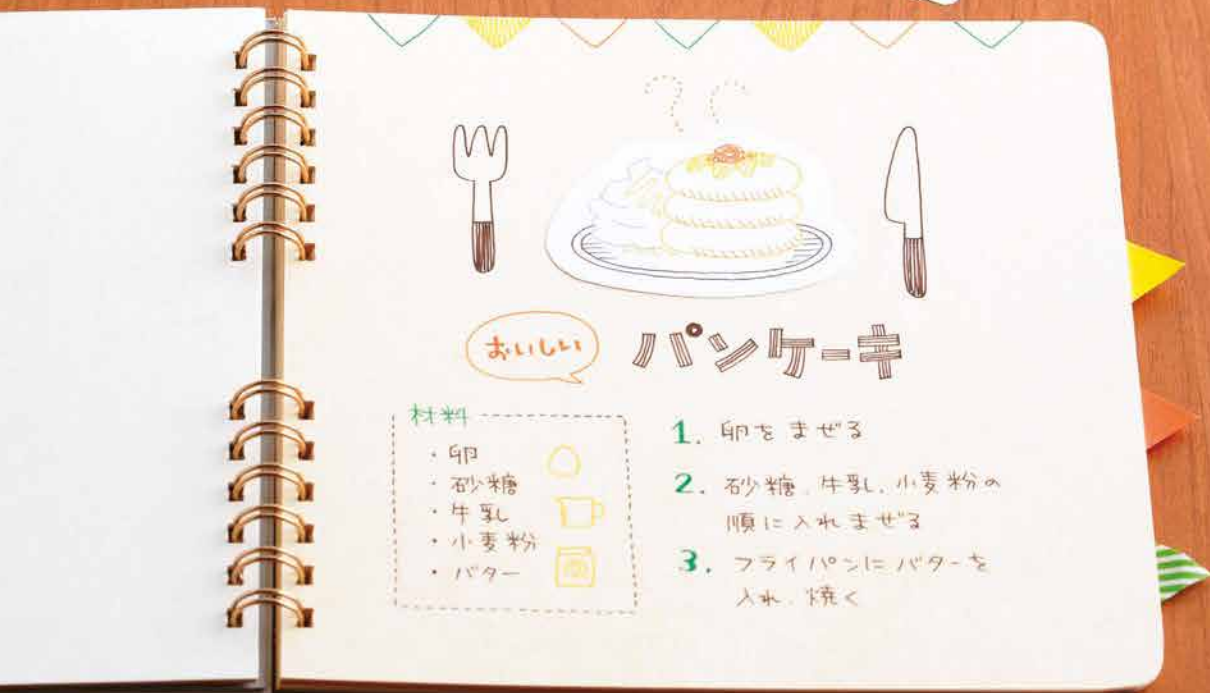 おいしい
パンケーキ
材料
・卵
・砂糖
・牛乳
・小麦粉
・バター
1. 卵をまぜる
2. 砂糖、牛乳、小麦粉の
順に入れまぜる
3. フライパンにバターを
入れ、焼く